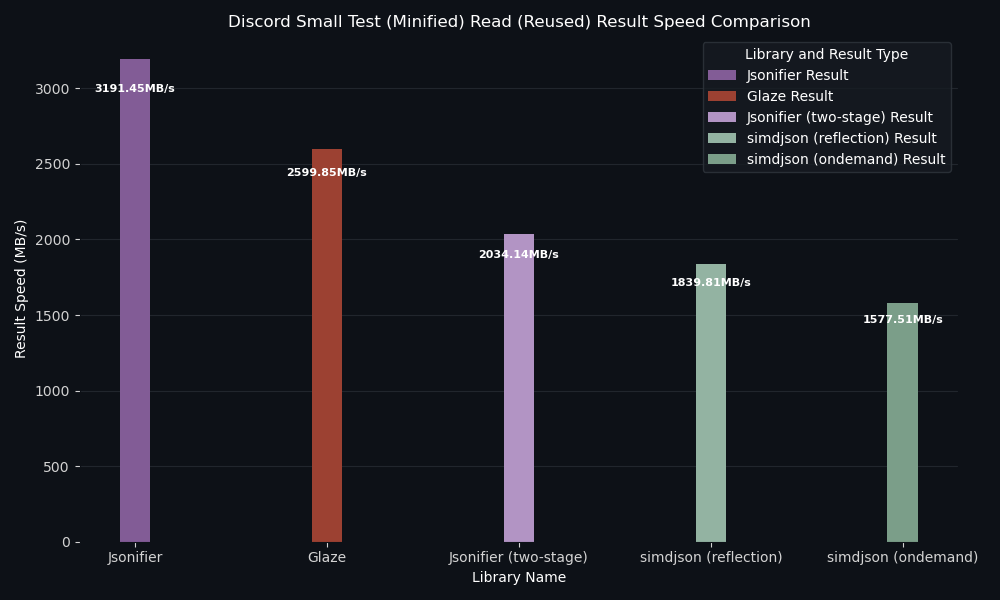 Discord Small Test (Minified) Read (Reused) Result Speed Comparison
Library and Result Type
Jsonifier Result
Glaze Result
Jsonifier (two-stage) Result
simdjson (reflection) Result
simdjson (ondemand) Result
Result Speed (MB/s)
3000
2500
2000
1500
1000
500
0
3191.45MB/s
2599.85MB/s
2034.14MB/s
1839.81MB/s
1577.51MB/s
Jsonifier
Glaze
Jsonifier (two-stage)
simdjson (reflection)
simdjson (ondemand)
Library Name